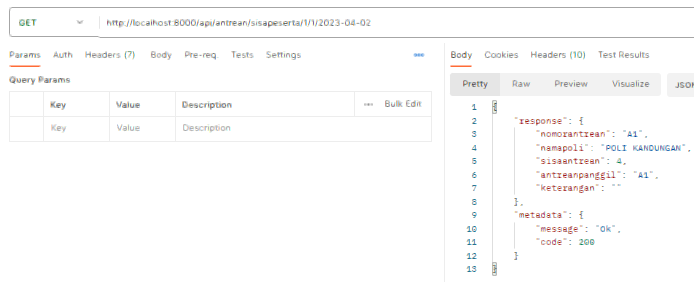 GET http://localhost:8000/api/antrean/sisapeserta/1/1/2023-04-02
Params Auth Headers (7) Body Pre-req. Tests Settings
Query Params
Key Value Description Bulk Edit
Key Value Description
Body Cookies Headers (10) Test Results
Pretty Raw Preview Visualize JSON
1 {
2 "response": {
3 "nomorantrean": "A1",
4 "namapoli": "POLI KANDUNGAN",
5 "sisaantrean": 4,
6 "antreanpanggil": "A1",
7 "keterangan": ""
8 },
9 "metadata": {
10 "message": "Ok",
11 "code": 200
12 }
13 }